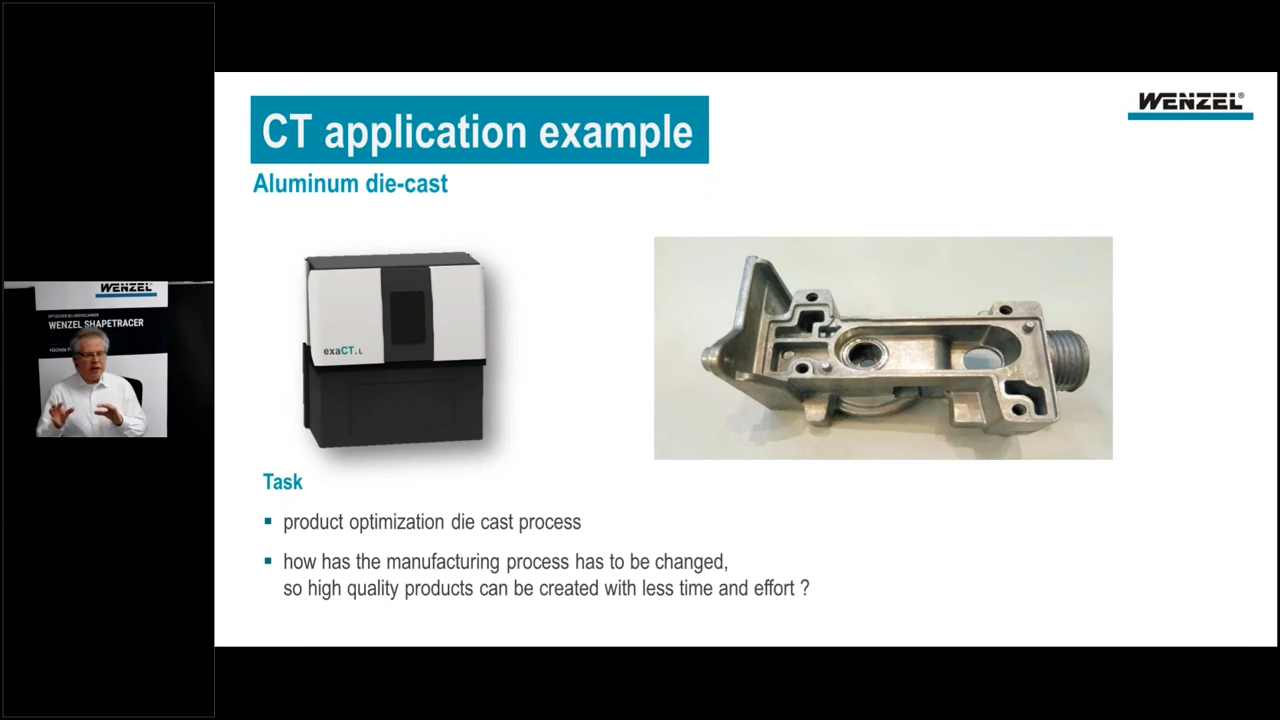 CT application example
WENZEL®
Aluminum die-cast
exaCT.L
WENZEL
WENZEL SHAPETRACER
Task
product optimization die cast process
how has the manufacturing process has to be changed,
so high quality products can be created with less time and effort ?